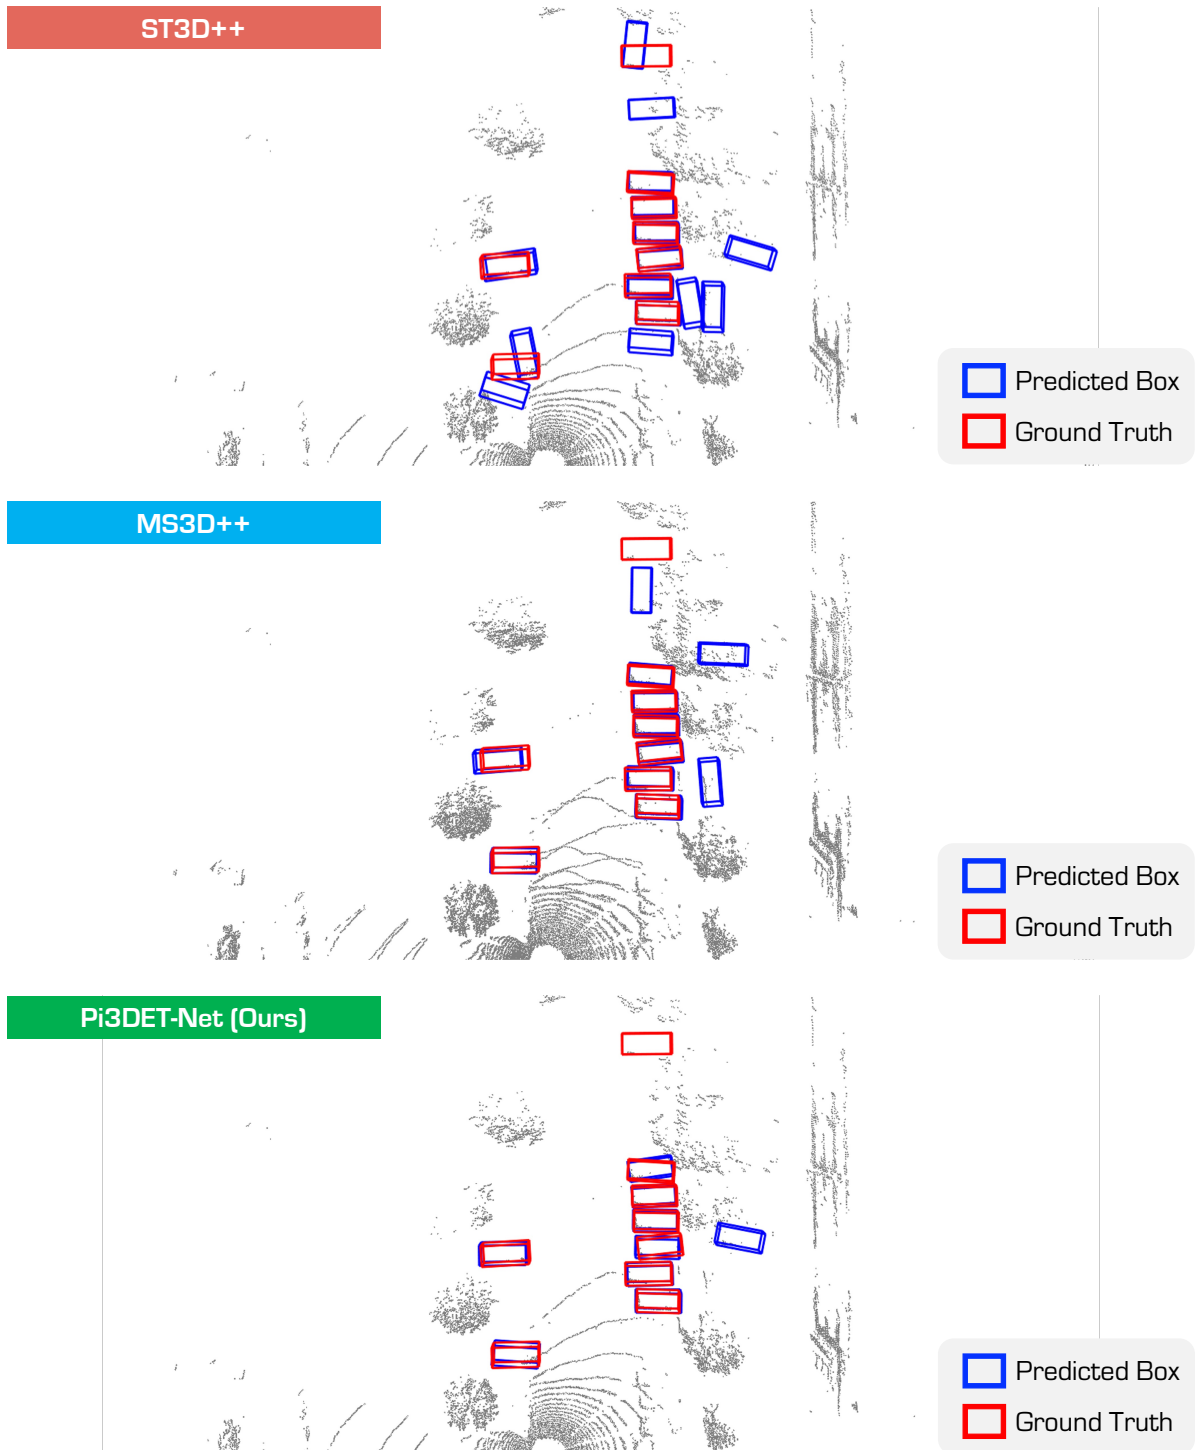 ST3D++
Predicted Box
Ground Truth
MS3D++
Predicted Box
Ground Truth
Pi3DET-Net (Ours)
Predicted Box
Ground Truth